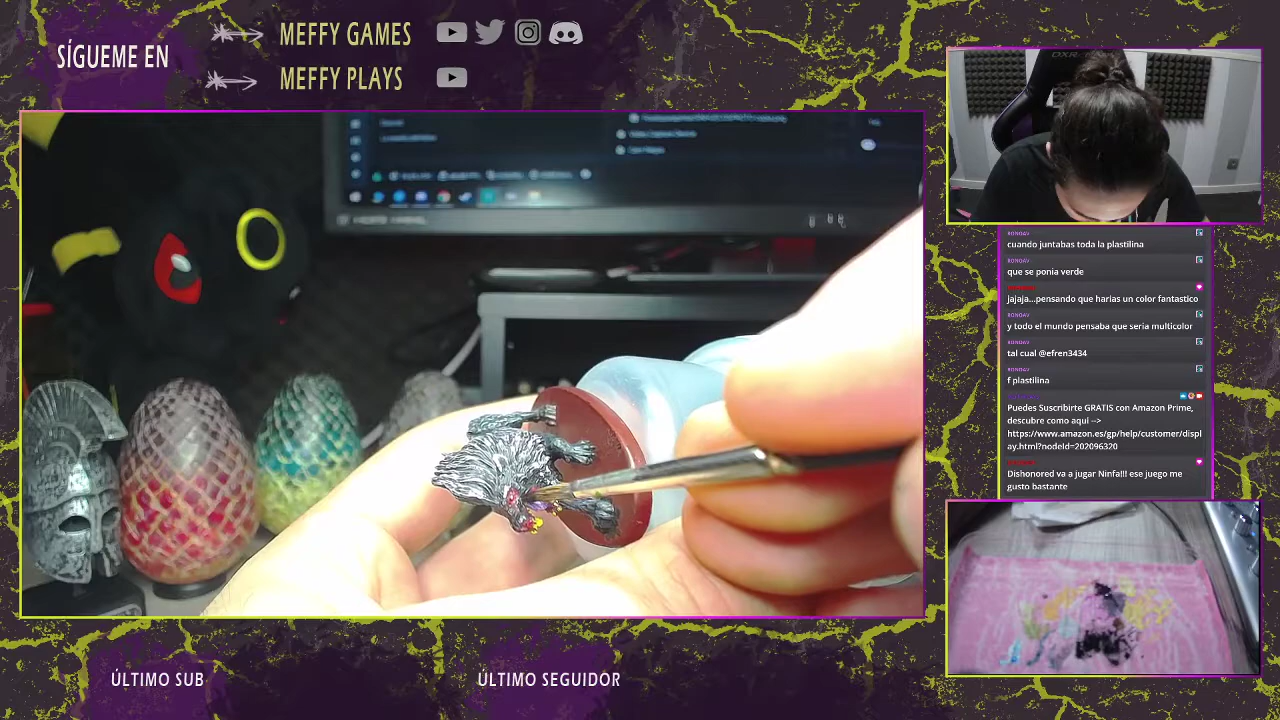 SÍGUEME EN
MEFFY GAMES
MEFFY PLAYS
cuando juntabas toda la plastilina
que se ponia verde
jajaja...pensando que harias un color fantastico
y todo el mundo pensaba que seria multicolor
tal cual @efren3434
f plastilina
Puedes Suscribirte GRATIS con Amazon Prime,
descubre como aqui -->
https://www.amazon.es/gp/help/customer/displ
ay.html?nodeId=202096320
Dishonored va a jugar Ninfa!!! ese juego me
gusto bastante
ÚLTIMO SUB
ÚLTIMO SEGUIDOR